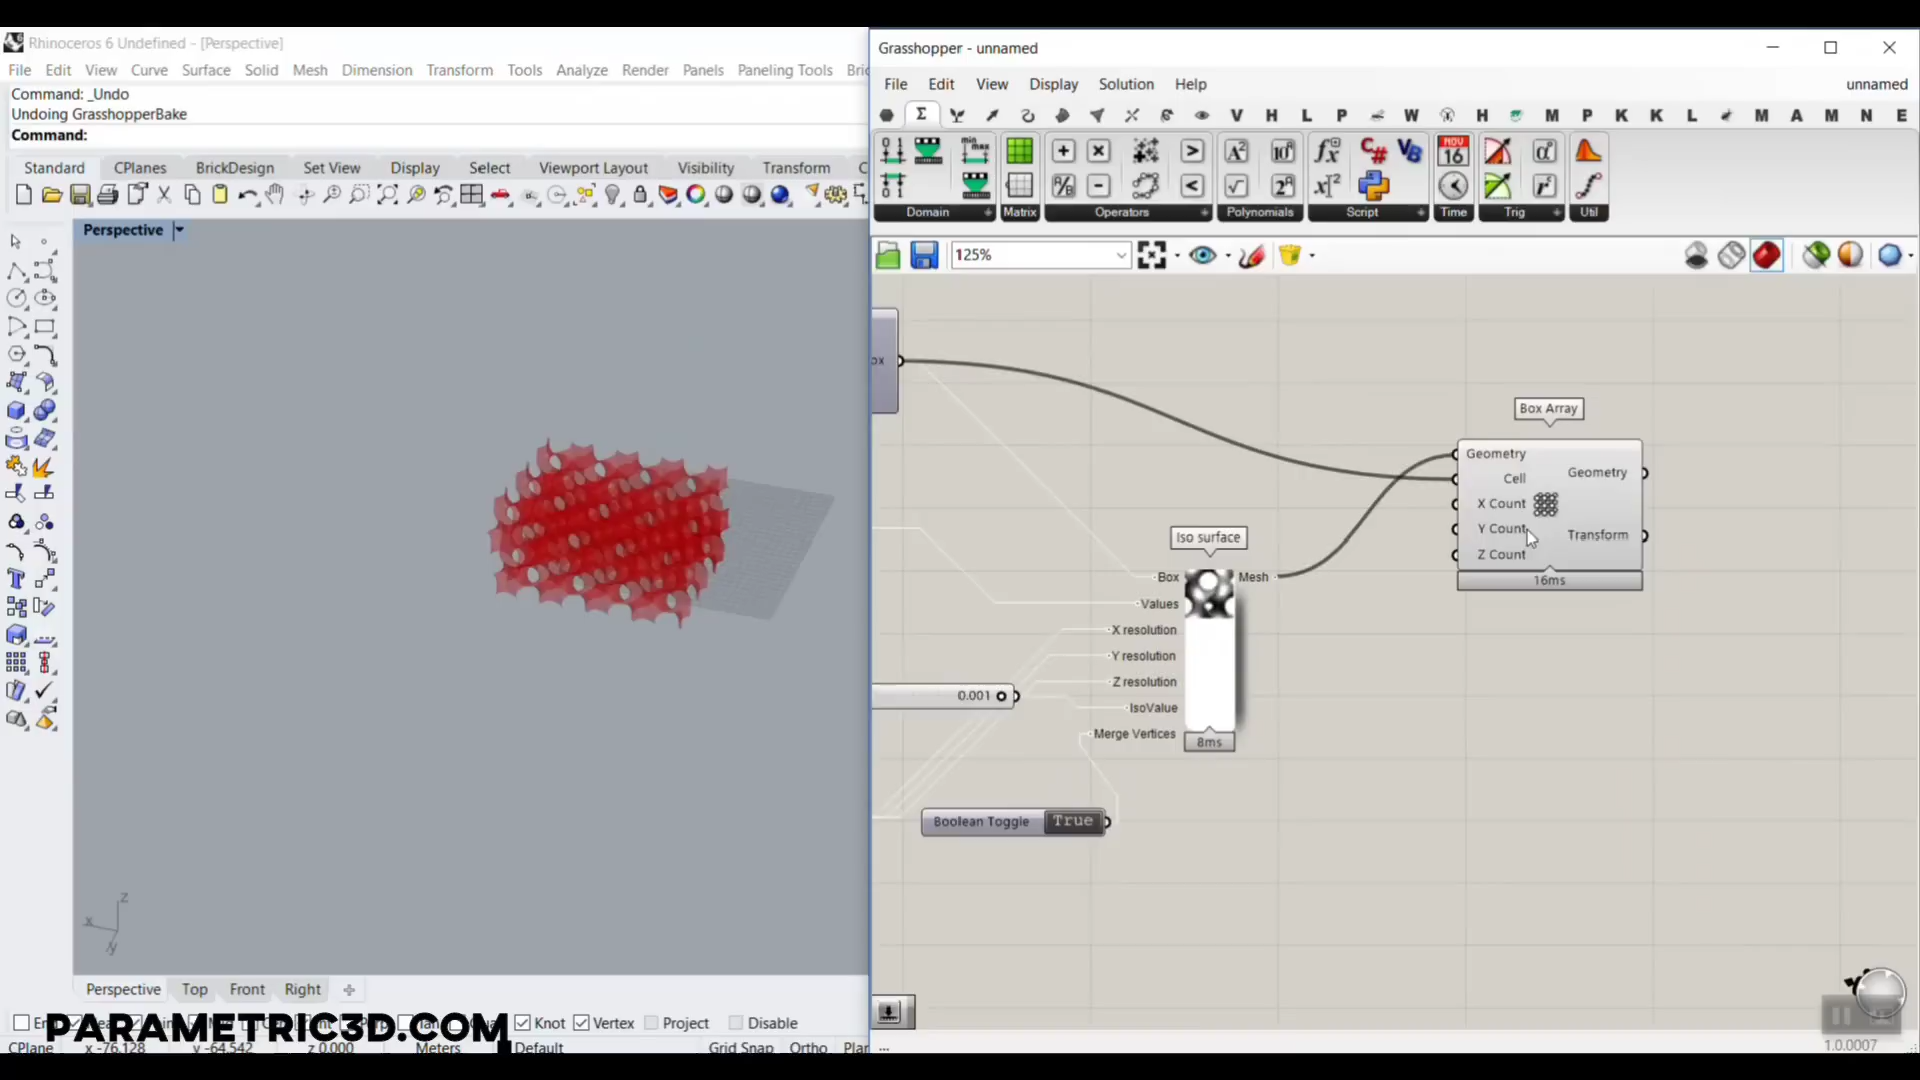 Rhinoceros 6 Undefined - [Perspective]
File Edit View Curve Surface Solid Mesh Dimension Transform Tools Analyze Render Panels Paneling Tools
Command: _Undo
Undoing GrasshopperBake
Command:
Standard CPlanes BrickDesign Set View Display Select Viewport Layout Visibility Transform C
Perspective
z
x
y
Perspective Top Front Right
Knot Vertex Project Disable
PARAMETRIC3D.COM
CPlane x -76.128 y -64.542 z 0.000 Meters Default Grid Snap Ortho
Grasshopper - unnamed
File Edit View Display Solution Help unnamed
Σ V H L P W H M P K K L M A M N E
Domain Matrix Operators Polynomials Script Time Trig Util
125%
Box Array
Geometry
Cell
X Count
Y Count
Z Count
Geometry
Transform
16ms
Iso surface
Box
Values
X resolution
Y resolution
Z resolution
IsoValue
Merge Vertices
Mesh
8ms
0.001
Boolean Toggle True
...
1.0.0007